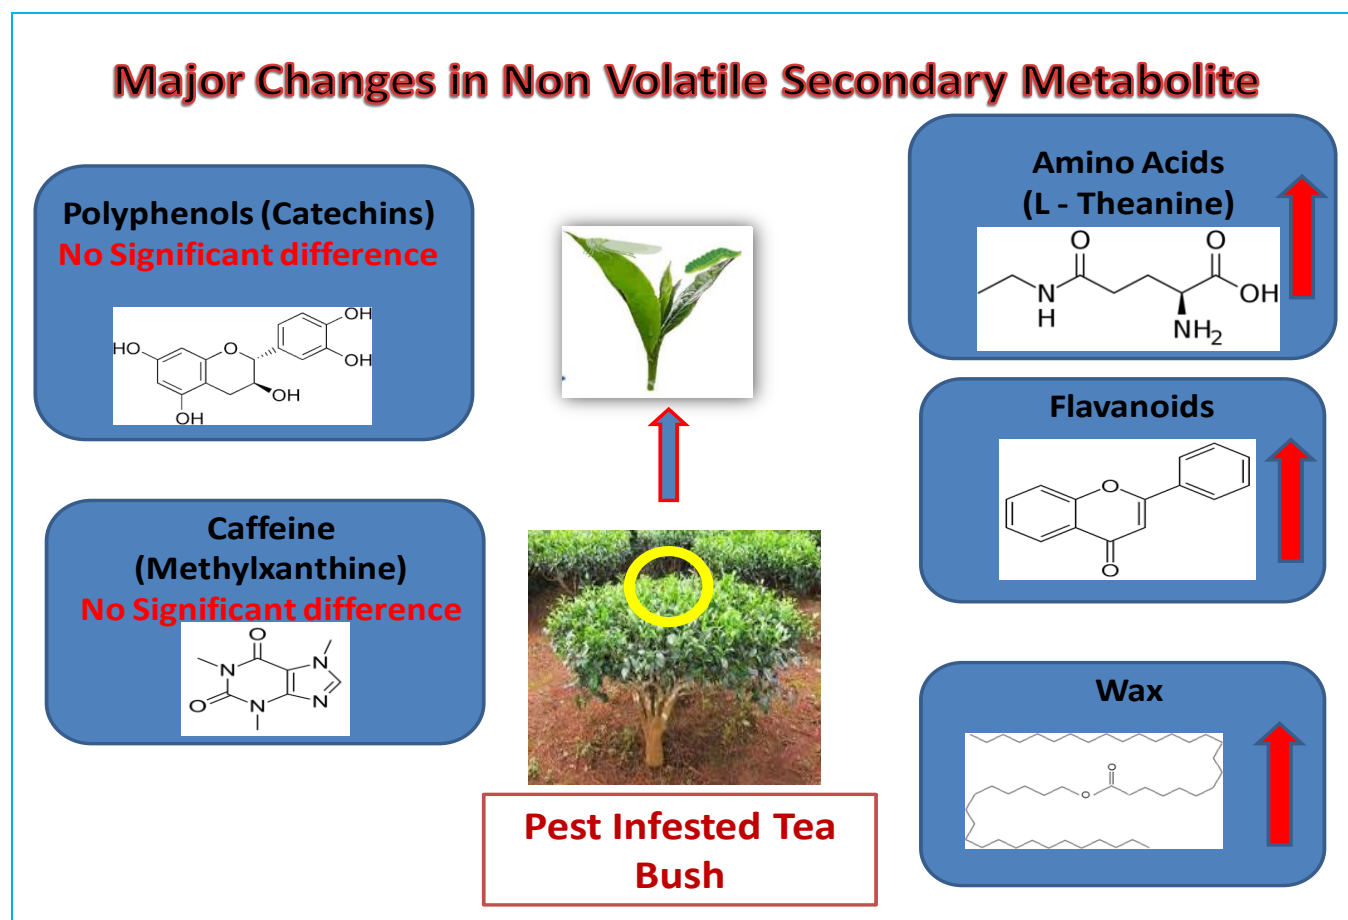 Major Changes in Non Volatile Secondary Metabolite
Polyphenols (Catechins)
No Significant difference
OH
HO
O
OH
OH
OH
Caffeine
(Methylxanthine)
No Significant difference
O
N
N
O
N
N
Pest Infested Tea
Bush
Amino Acids
(L - Theanine)
O
O
N
H
OH
NH2
Flavanoids
O
O
Wax
O
O